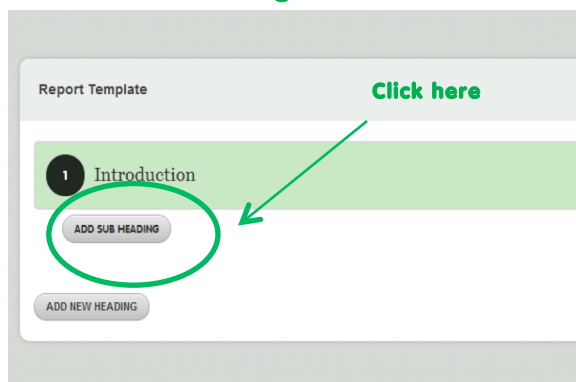 Report Template
Click here
1 Introduction
ADD SUB HEADING
ADD NEW HEADING